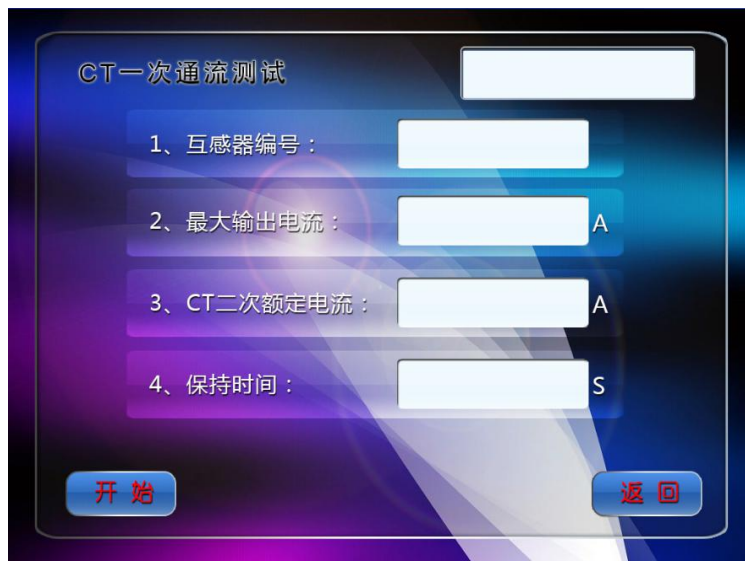 CT一次通流测试
1、互感器编号：
2、最大输出电流： A
3、CT二次额定电流： A
4、保持时间： S
开 始 返 回